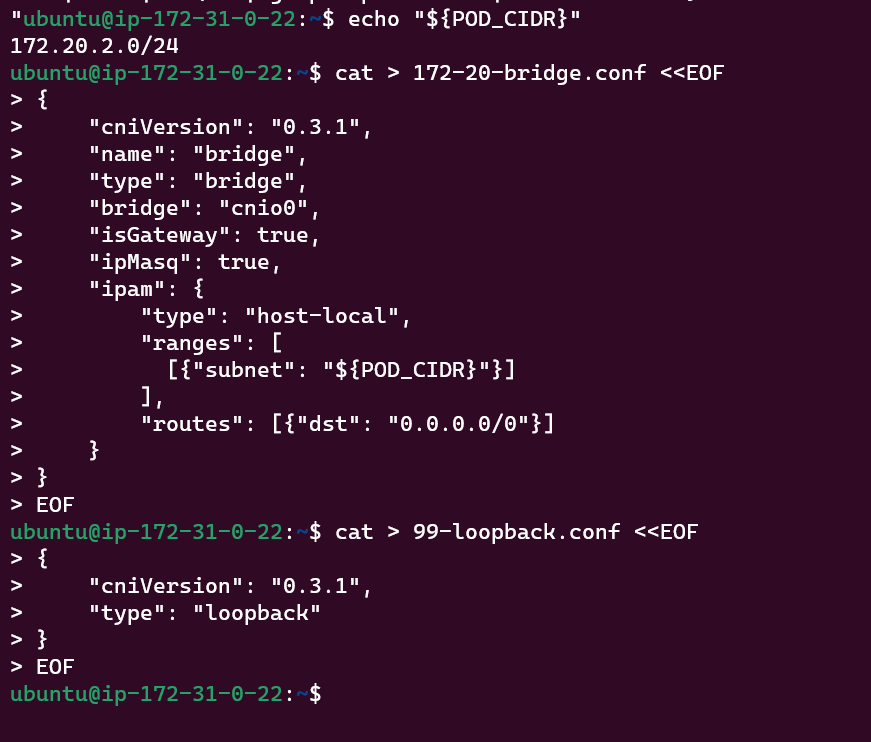 "ubuntu@ip-172-31-0-22:~$ echo "${POD_CIDR}"
172.20.2.0/24
ubuntu@ip-172-31-0-22:~$ cat > 172-20-bridge.conf <<EOF
> {
>     "cniVersion": "0.3.1",
>     "name": "bridge",
>     "type": "bridge",
>     "bridge": "cnio0",
>     "isGateway": true,
>     "ipMasq": true,
>     "ipam": {
>         "type": "host-local",
>         "ranges": [
>           [{"subnet": "${POD_CIDR}"}]
>         ],
>         "routes": [{"dst": "0.0.0.0/0"}]
>     }
> }
> EOF
ubuntu@ip-172-31-0-22:~$ cat > 99-loopback.conf <<EOF
> {
>     "cniVersion": "0.3.1",
>     "type": "loopback"
> }
> EOF
ubuntu@ip-172-31-0-22:~$